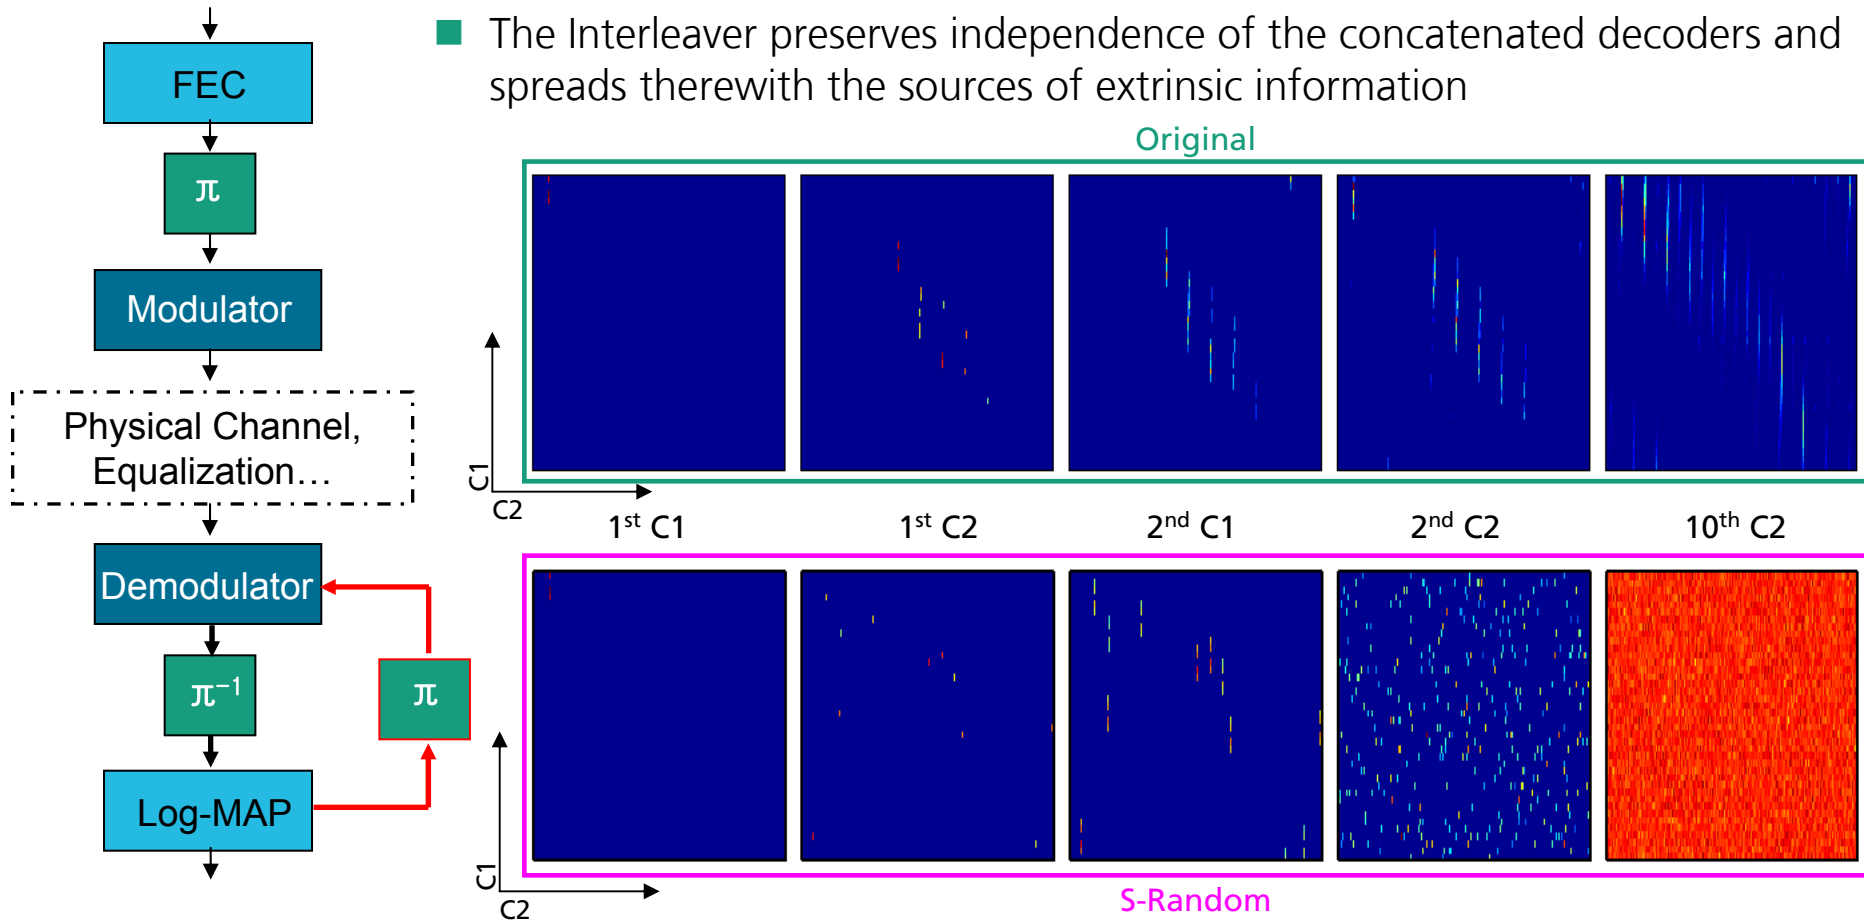 The Interleaver preserves independence of the concatenated decoders and
spreads therewith the sources of extrinsic information
FEC
π
Modulator
Physical Channel,
Equalization…
Demodulator
π⁻¹
π
Log-MAP
Original
C1
C2
1st C1
1st C2
2nd C1
2nd C2
10th C2
C1
C2
S-Random